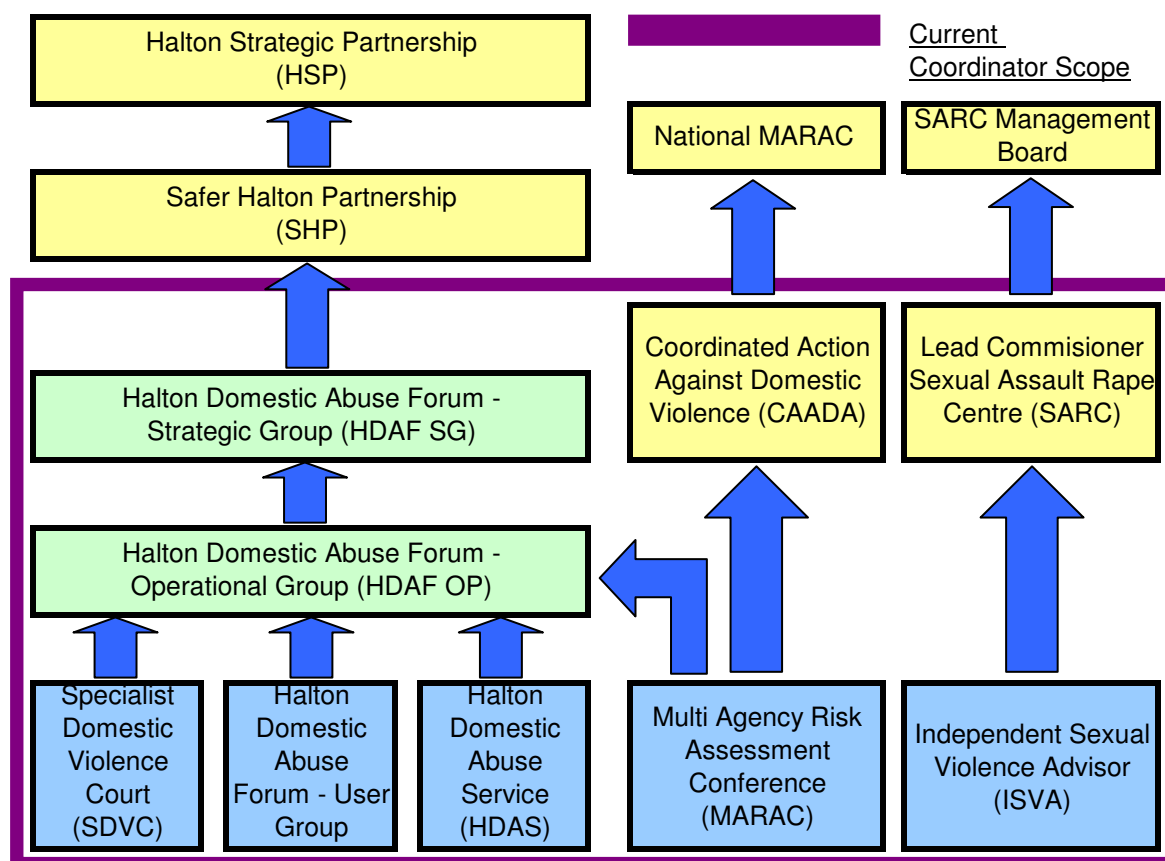 Halton Strategic Partnership
(HSP)
Current
Coordinator Scope
National MARAC
SARC Management
Board
Safer Halton Partnership
(SHP)
Coordinated Action
Against Domestic
Violence (CAADA)
Lead Commisioner
Sexual Assault Rape
Centre (SARC)
Halton Domestic Abuse Forum -
Strategic Group (HDAF SG)
Halton Domestic Abuse Forum -
Operational Group (HDAF OP)
Specialist
Domestic
Violence
Court
(SDVC)
Halton
Domestic
Abuse
Forum - User
Group
Halton
Domestic
Abuse
Service
(HDAS)
Multi Agency Risk
Assessment
Conference
(MARAC)
Independent Sexual
Violence Advisor
(ISVA)